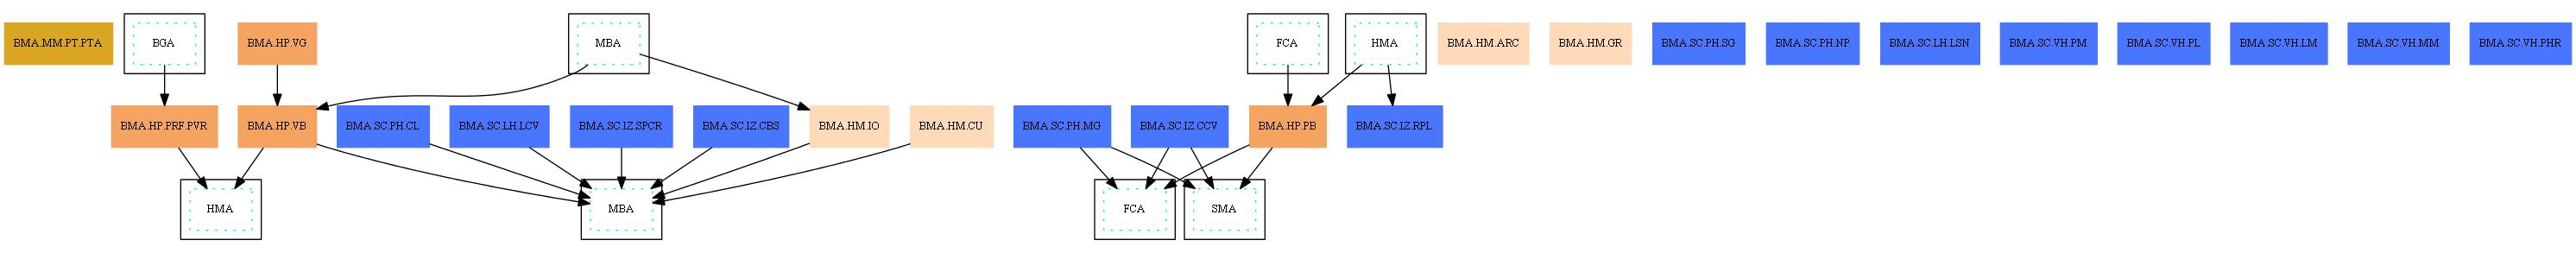 BMA.MM.PT.PTA
BGA
BMA.HP.VG
MBA
FCA
HMA
BMA.HM.ARC
BMA.HM.GR
BMA.SC.PH.SG
BMA.SC.PH.NP
BMA.SC.LH.LSN
BMA.SC.VH.PM
BMA.SC.VH.PL
BMA.SC.VH.LM
BMA.SC.VH.MM
BMA.SC.VH.PHR
BMA.HP.PRF.PVR
BMA.HP.VB
BMA.SC.PH.CL
BMA.SC.LH.LCV
BMA.SC.IZ.SPCR
BMA.SC.IZ.CBS
BMA.HM.IO
BMA.HM.CU
BMA.SC.PH.MG
BMA.SC.IZ.CCV
BMA.HP.PB
BMA.SC.IZ.RPL
HMA
MBA
FCA
SMA